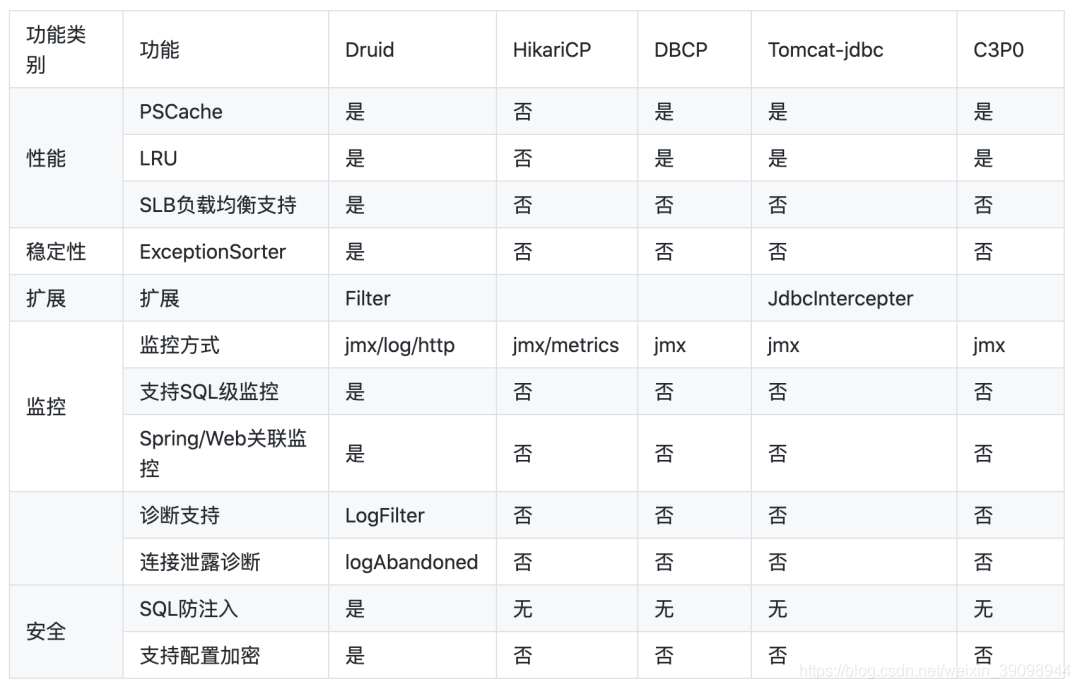 功能类别 功能 Druid HikariCP DBCP Tomcat-jdbc C3P0
性能 PSCache 是 否 是 是 是
LRU 是 否 是 是 是
SLB负载均衡支持 是 否 否 否 否
稳定性 ExceptionSorter 是 否 否 否 否
扩展 扩展 Filter JdbcIntercepter
监控 监控方式 jmx/log/http jmx/metrics jmx jmx jmx
支持SQL级监控 是 否 否 否 否
Spring/Web关联监控 是 否 否 否 否
诊断支持 LogFilter 否 否 否 否
连接泄露诊断 logAbandoned 否 否 否 否
安全 SQL防注入 是 无 无 无 无
支持配置加密 是 否 否 否 否
https://blog.csdn.net/weixin_39098944